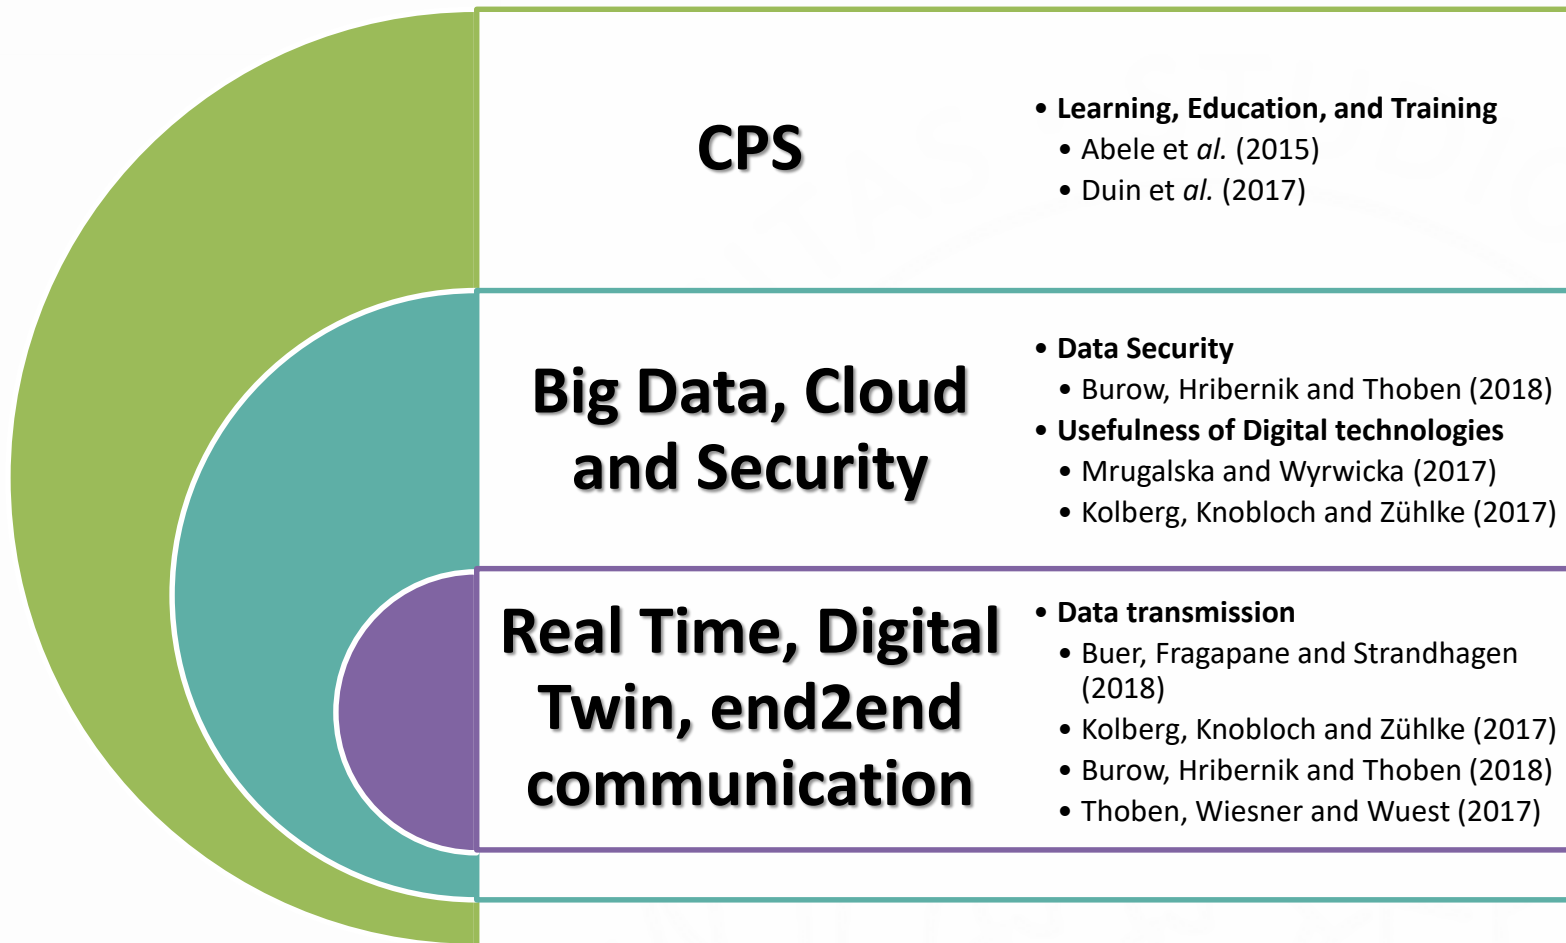 CPS
• Learning, Education, and Training
• Abele et al. (2015)
• Duin et al. (2017)
Big Data, Cloud
and Security
• Data Security
• Burow, Hribernik and Thoben (2018)
• Usefulness of Digital technologies
• Mrugalska and Wyrwicka (2017)
• Kolberg, Knobloch and Zühlke (2017)
Real Time, Digital
Twin, end2end
communication
• Data transmission
• Buer, Fragapane and Strandhagen
(2018)
• Kolberg, Knobloch and Zühlke (2017)
• Burow, Hribernik and Thoben (2018)
• Thoben, Wiesner and Wuest (2017)